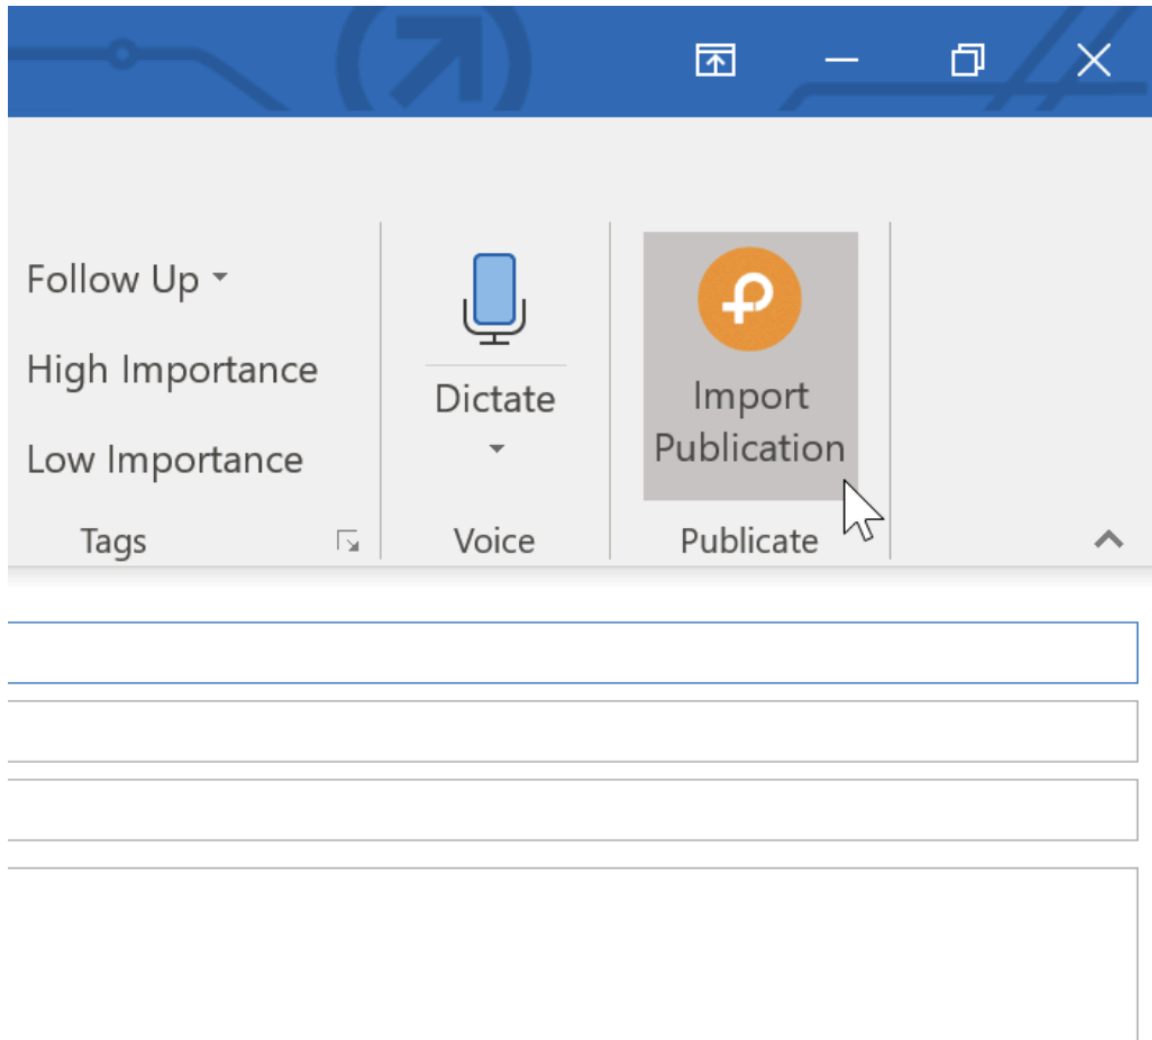 Follow Up
High Importance
Low Importance
Tags
Dictate
Voice
Import
Publication
Publicate